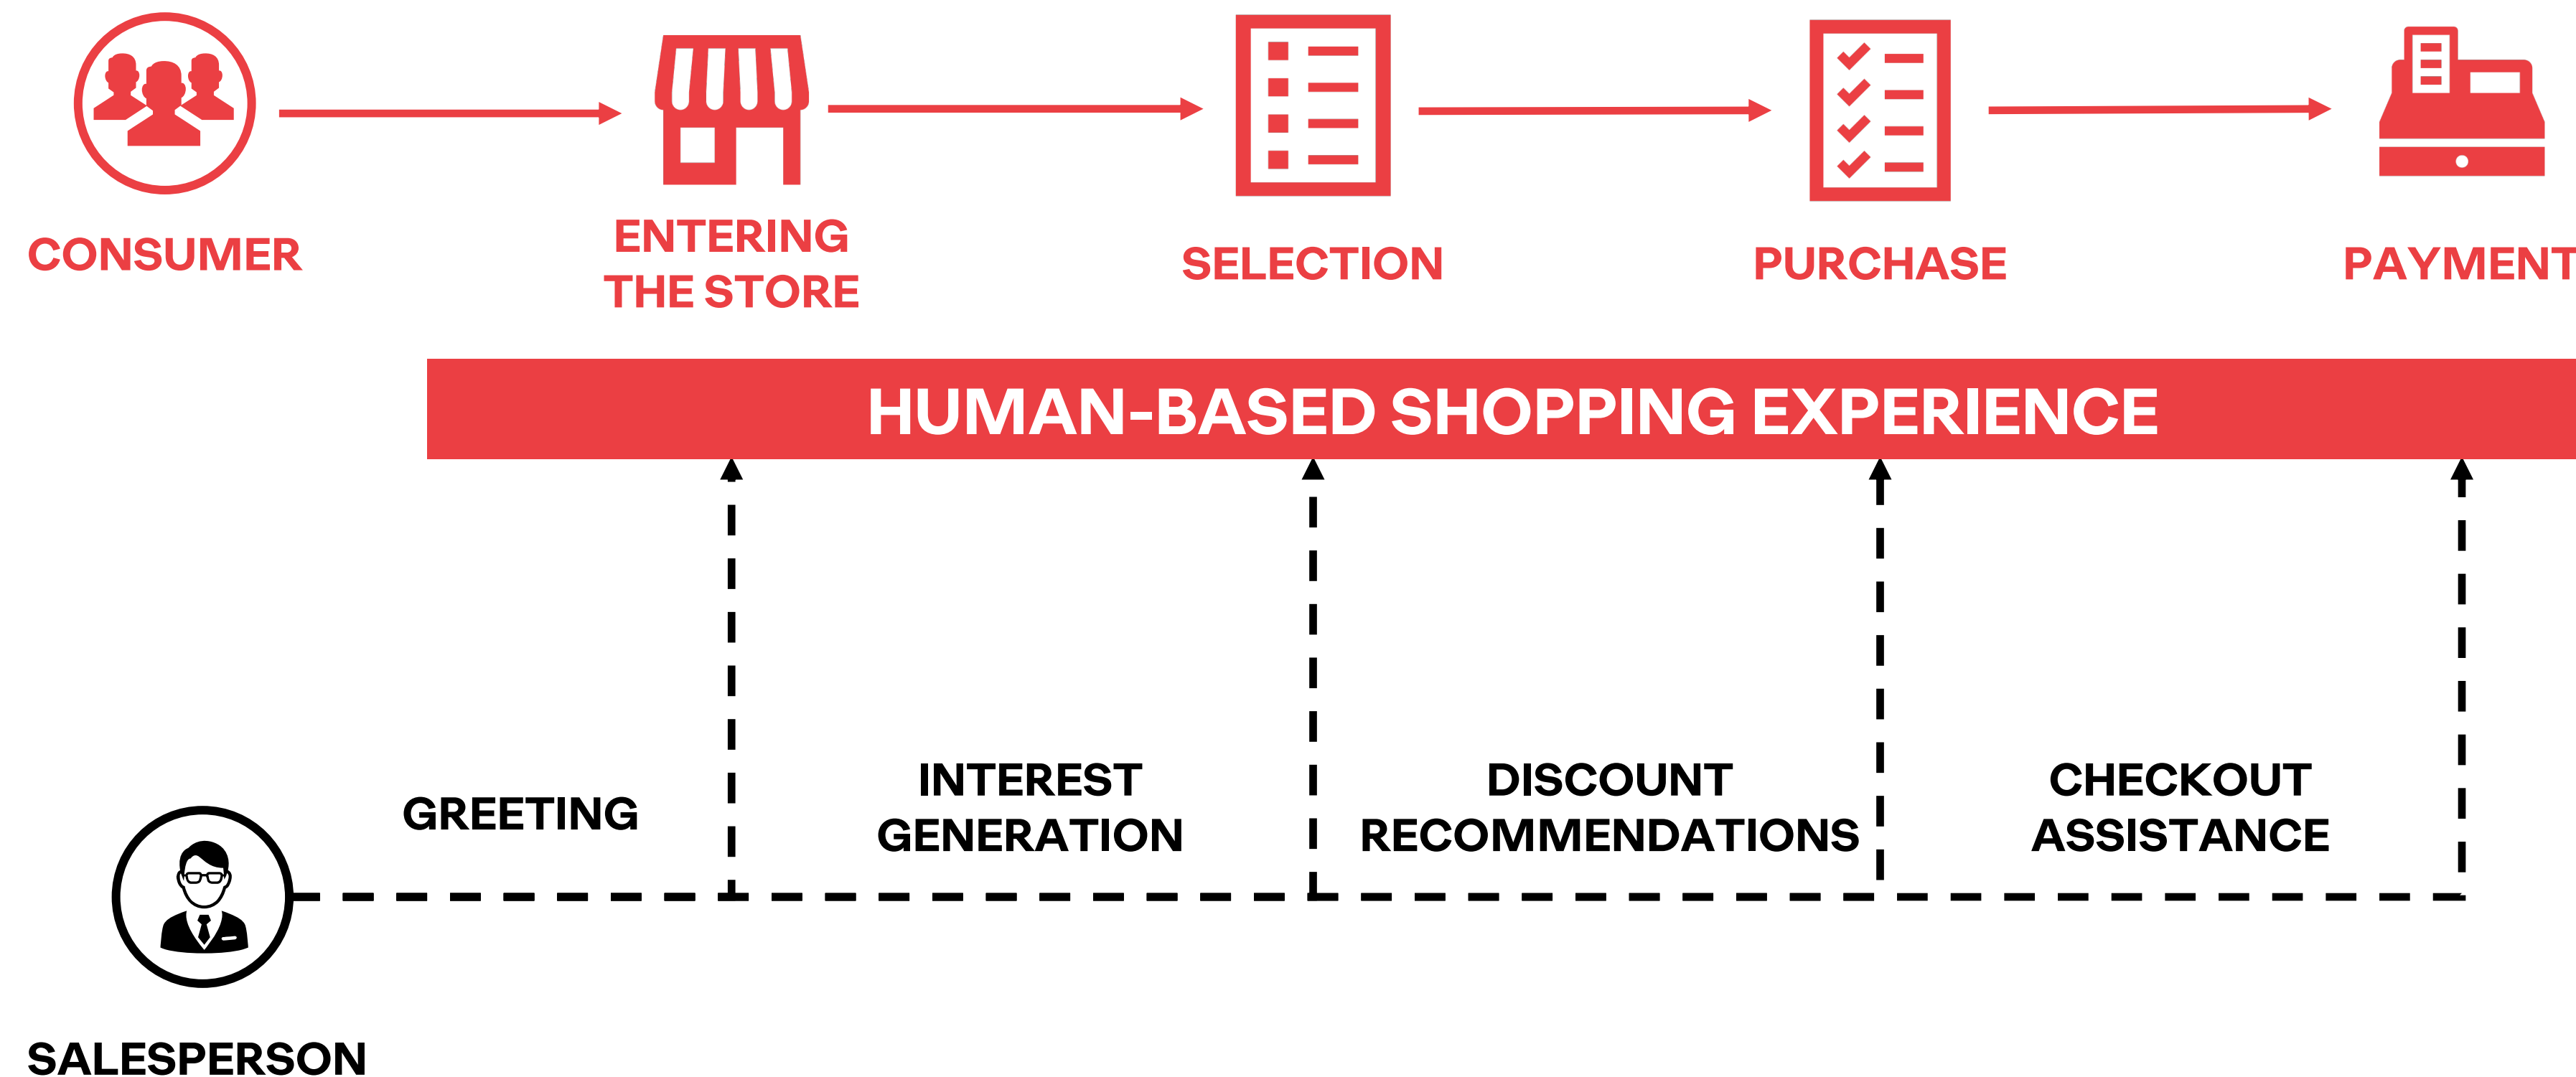 CONSUMER
ENTERING
THE STORE
SELECTION
PURCHASE
PAYMENT
HUMAN-BASED SHOPPING EXPERIENCE
GREETING
INTEREST
GENERATION
DISCOUNT
RECOMMENDATIONS
CHECKOUT
ASSISTANCE
SALESPERSON